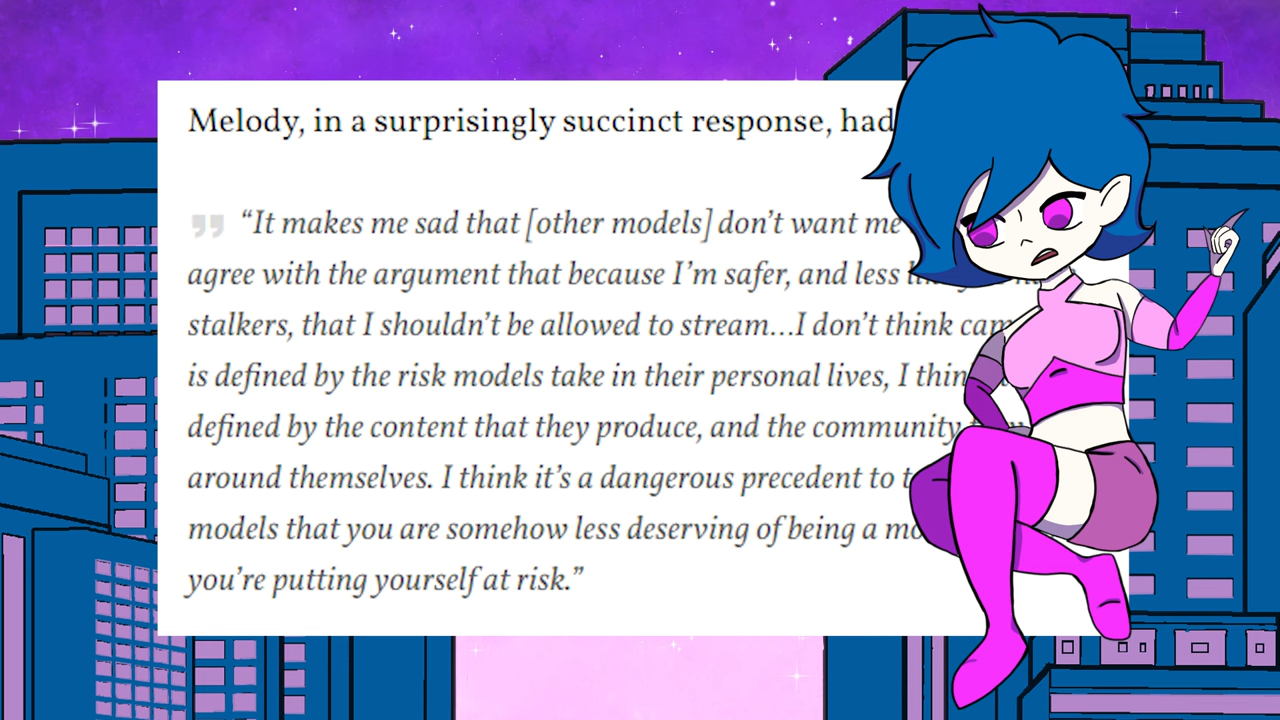 Melody, in a surprisingly succinct response, had
“It makes me sad that [other models] don’t want me
agree with the argument that because I’m safer, and less
stalkers, that I shouldn’t be allowed to stream…I don’t think
is defined by the risk models take in their personal lives, I
defined by the content that they produce, and the community
around themselves. I think it’s a dangerous precedent to
models that you are somehow less deserving of being a
you’re putting yourself at risk.”